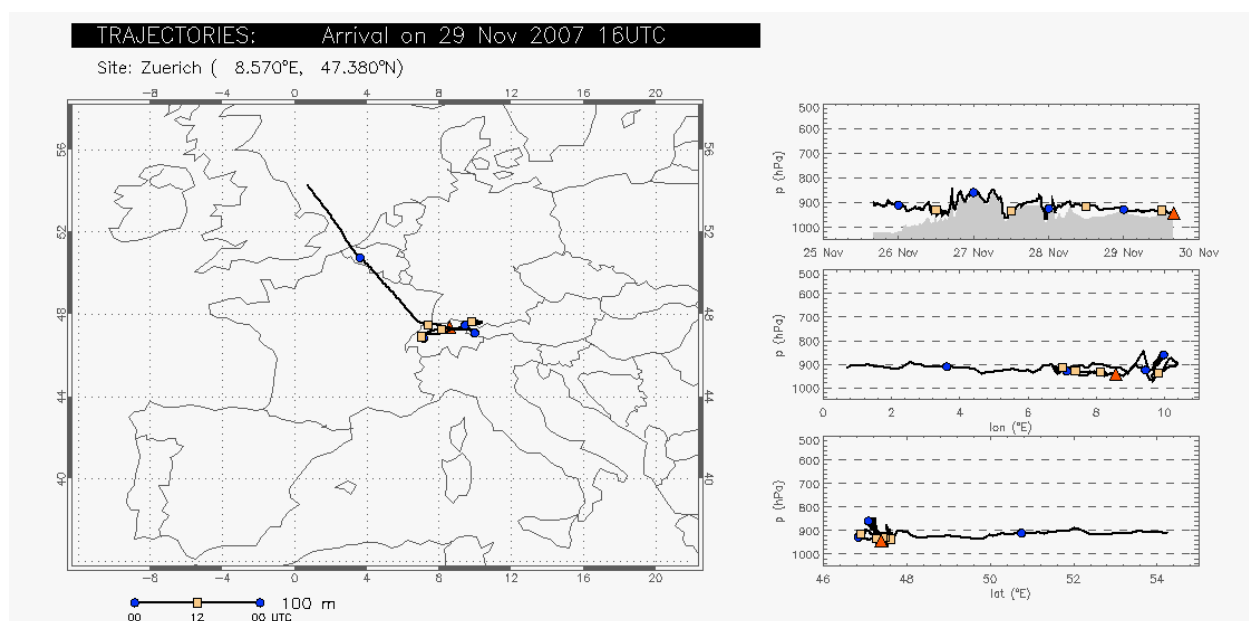 TRAJECTORIES: Arrival on 29 Nov 2007 16UTC
Site: Zuerich ( 8.570°E, 47.380°N)
-8 -4 0 4 8 12 16 20
56 56
52 52
48 48
44 44
40 40
-8 -4 0 4 8 12 16 20
00 12 00 UTC
100 m
p (hPa)
500
600
700
800
900
1000
25 Nov 26 Nov 27 Nov 28 Nov 29 Nov 30 Nov
p (hPa)
500
600
700
800
900
1000
0 2 4 6 8 10
lon (°E)
p (hPa)
500
600
700
800
900
1000
46 48 50 52 54
lat (°E)